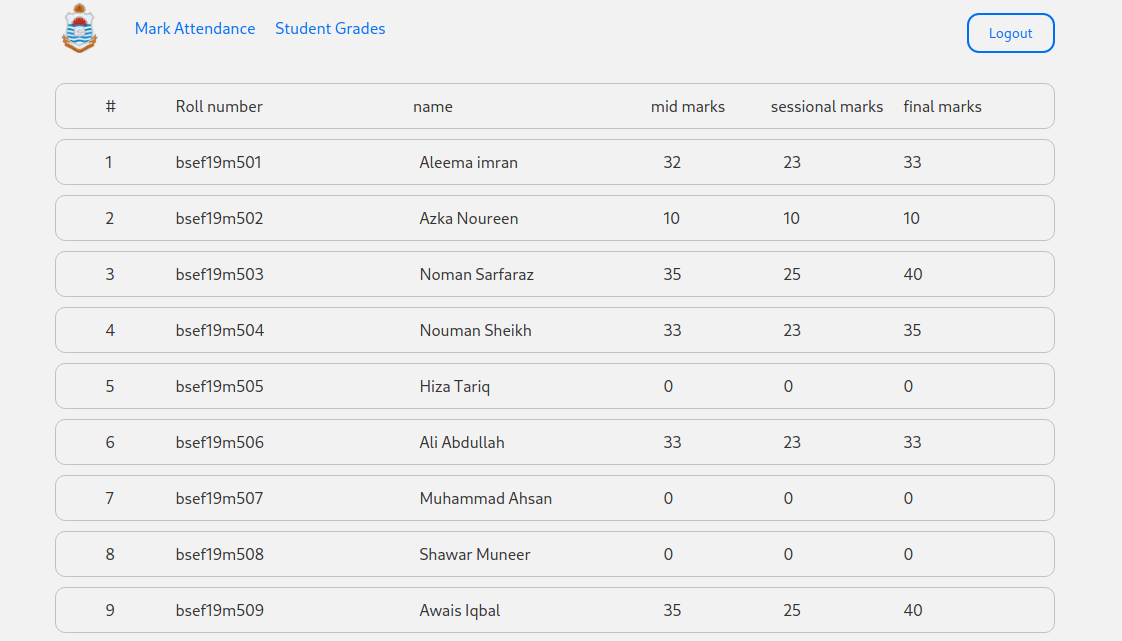 Mark Attendance Student Grades Logout
# Roll number name mid marks sessional marks final marks
1 bsef19m501 Aleema imran 32 23 33
2 bsef19m502 Azka Noureen 10 10 10
3 bsef19m503 Noman Sarfaraz 35 25 40
4 bsef19m504 Nouman Sheikh 33 23 35
5 bsef19m505 Hiza Tariq 0 0 0
6 bsef19m506 Ali Abdullah 33 23 33
7 bsef19m507 Muhammad Ahsan 0 0 0
8 bsef19m508 Shawar Muneer 0 0 0
9 bsef19m509 Awais Iqbal 35 25 40